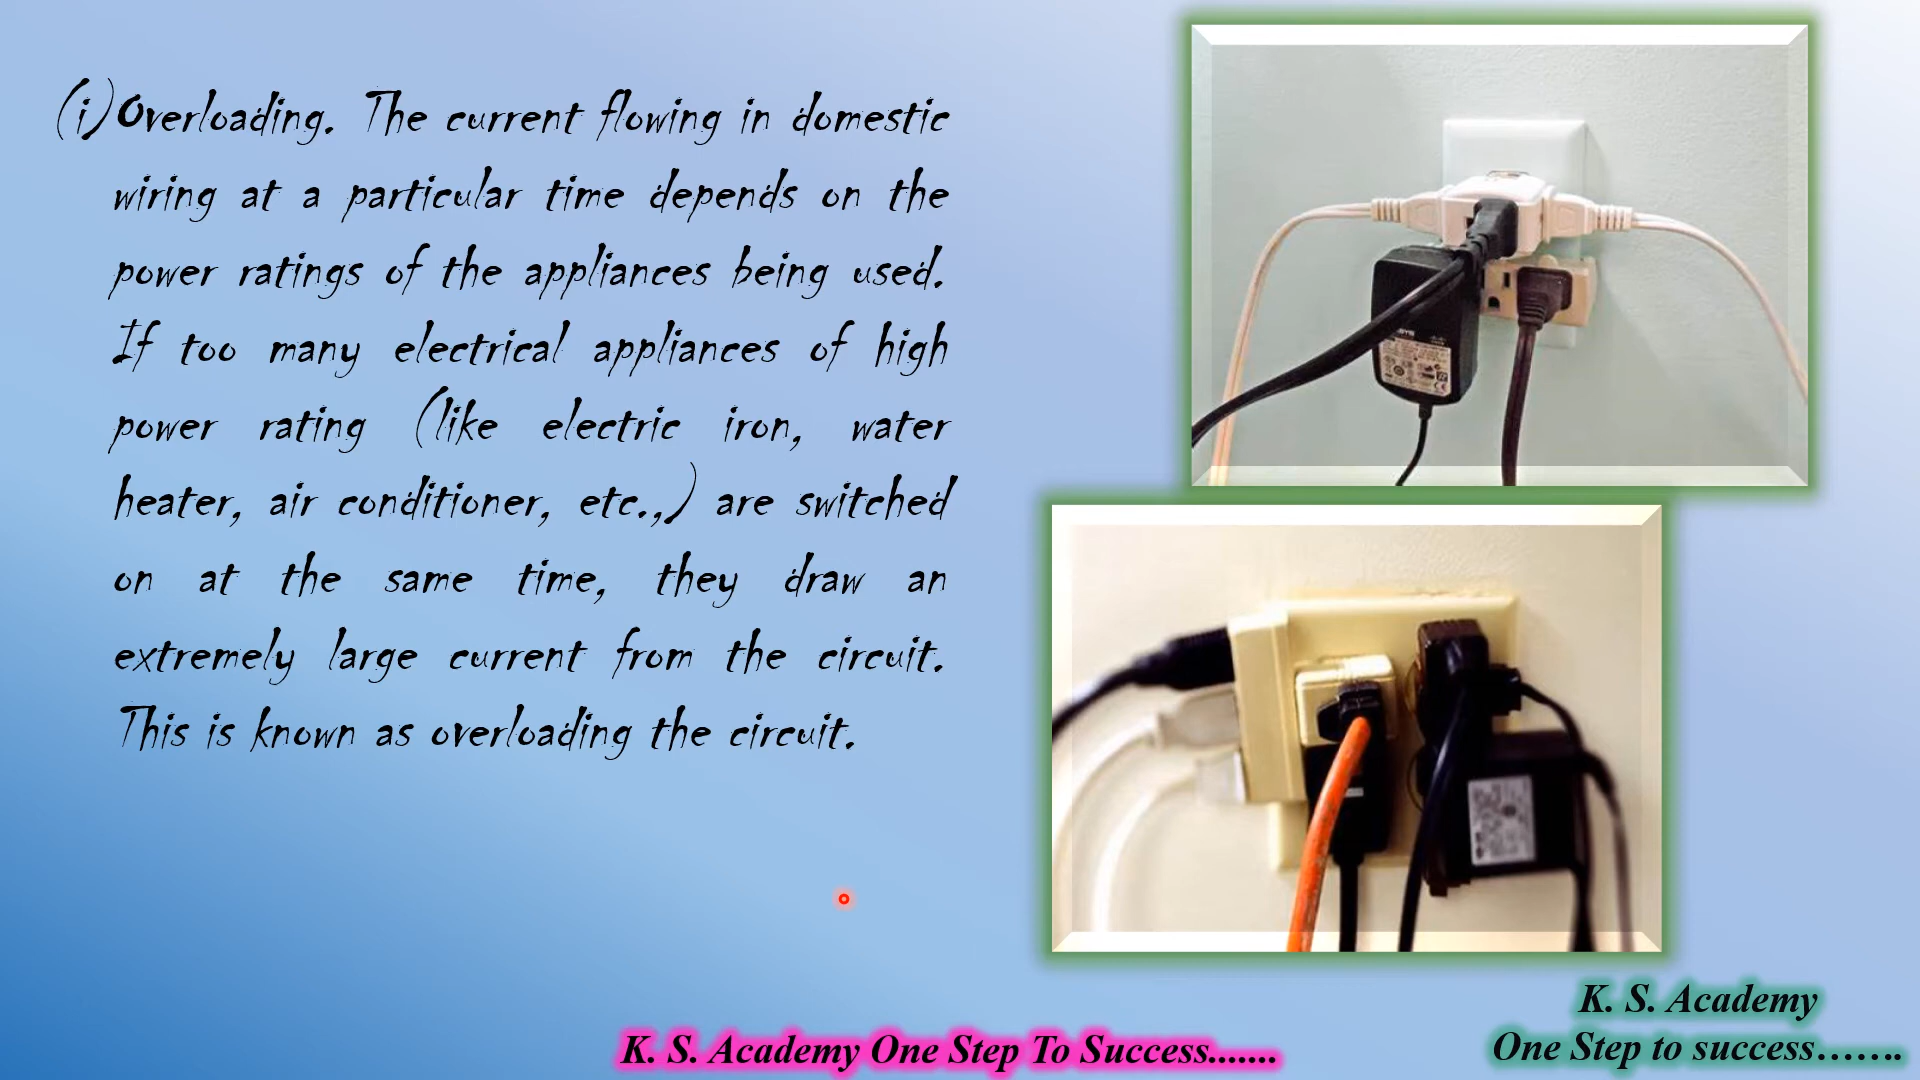 (i) Overloading. The current flowing in domestic
wiring at a particular time depends on the
power ratings of the appliances being used.
If too many electrical appliances of high
power rating (like electric iron, water
heater, air conditioner, etc.,) are switched
on at the same time, they draw an
extremely large current from the circuit.
This is known as overloading the circuit.
K. S. Academy
One Step to success…….
K. S. Academy One Step To Success.......